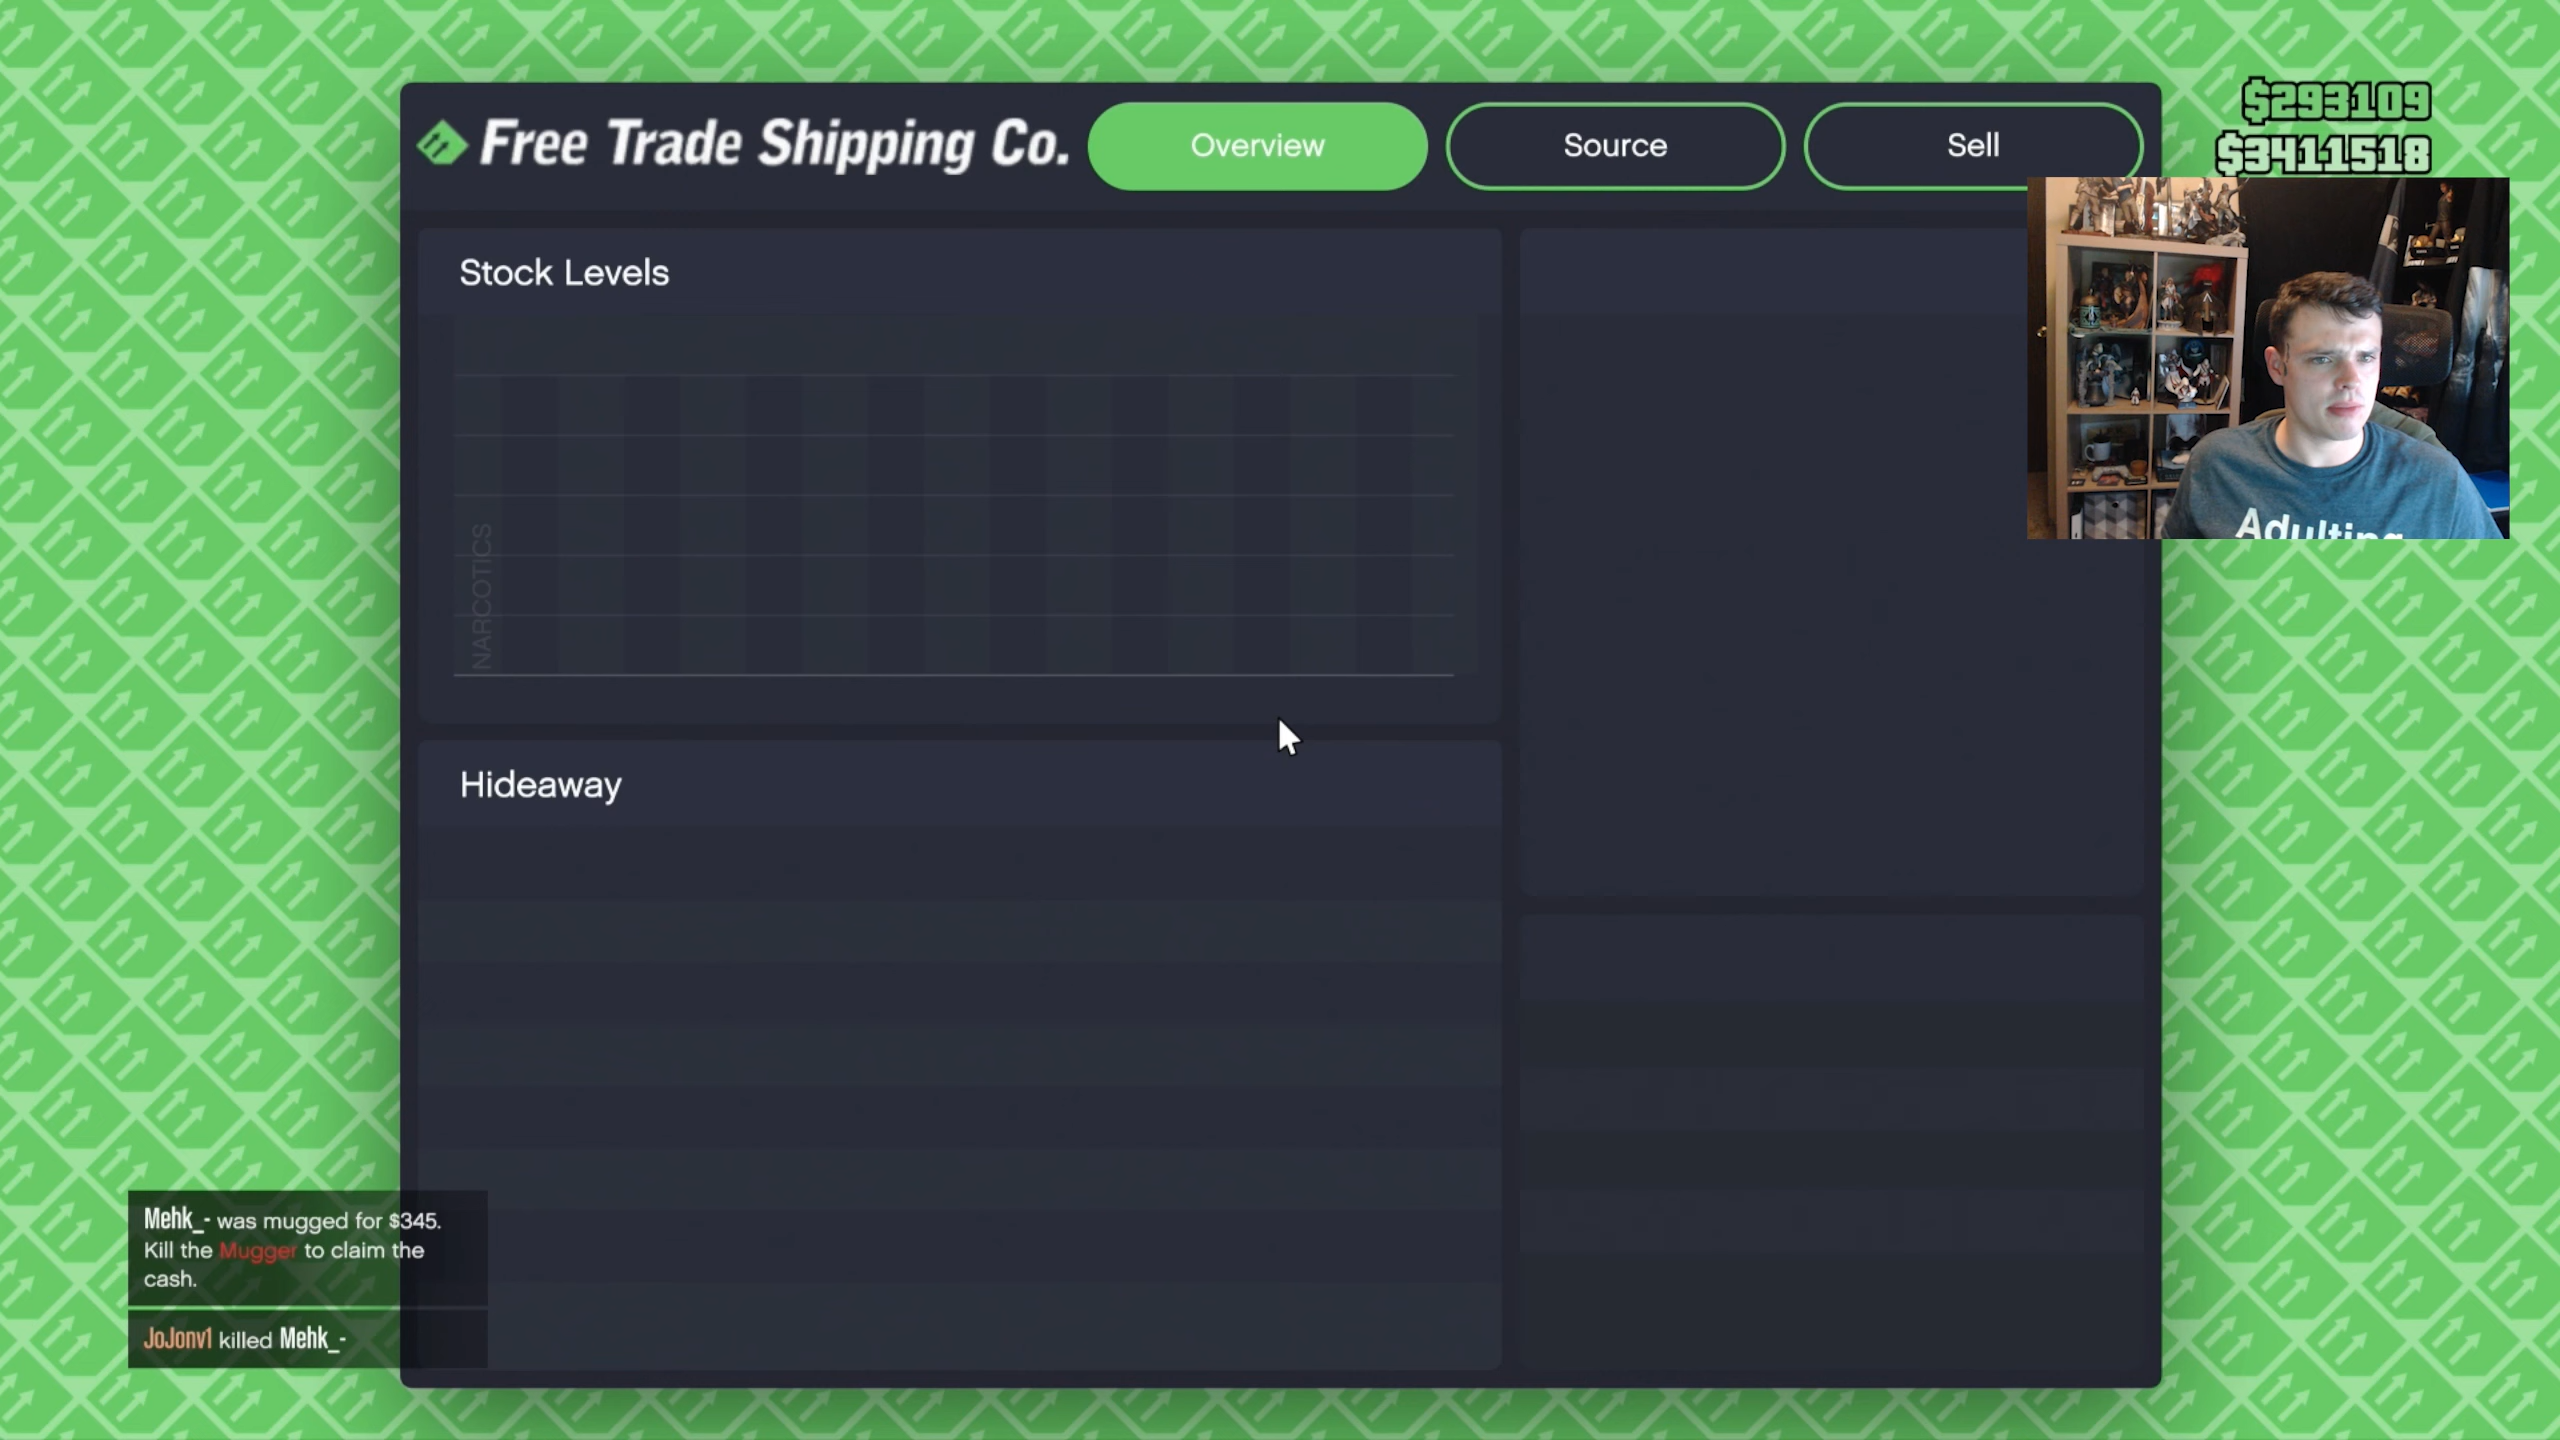 Free Trade Shipping Co.
Overview
Source
Sell
$293109
$3411518
Stock Levels
NARCOTICS
Hideaway
Adulting
Mehk_- was mugged for $345.
Kill the Mugger to claim the
cash.
JoJonv1 killed Mehk_-